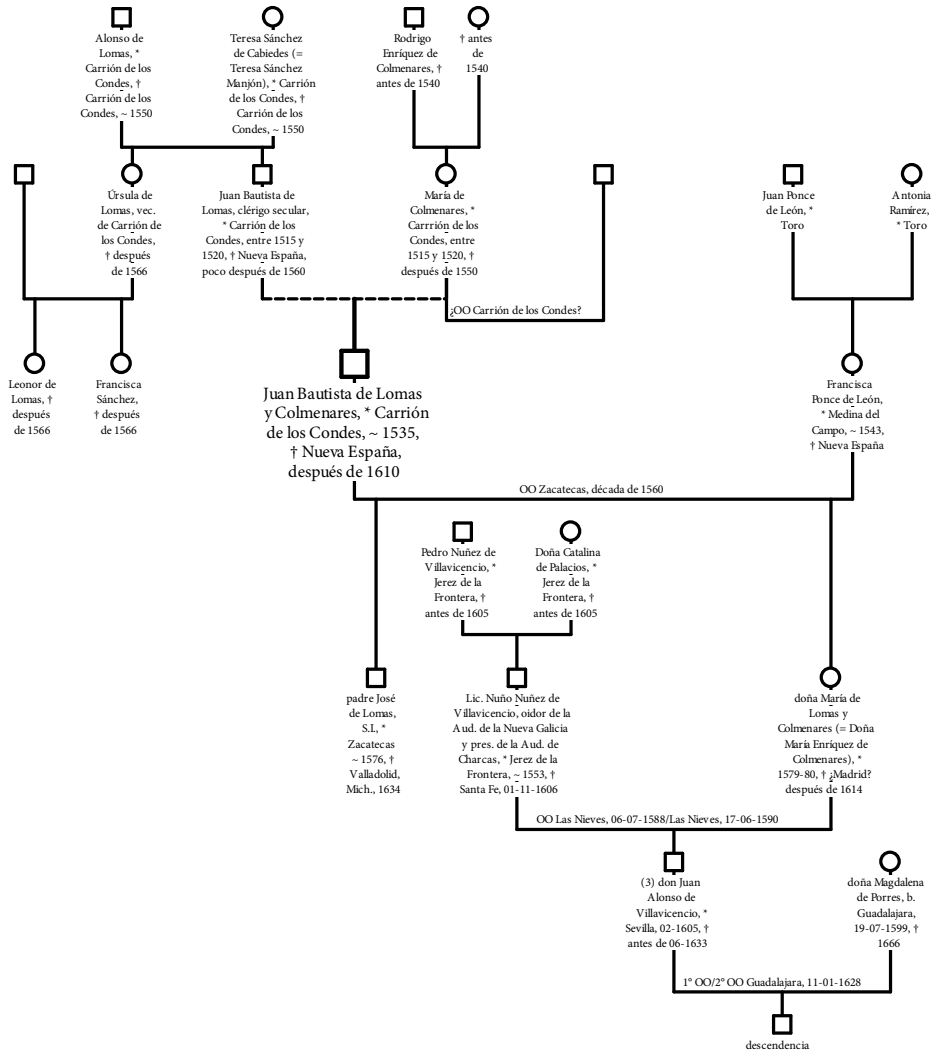 Alonso de
Lomas, *
Carrión de los
Condes, †
Carrión de los
Condes, ~ 1550
Teresa Sánchez
de Cabiedes (=
Teresa Sánchez
Manjón), * Carrión
de los Condes, †
Carrión de los
Condes, ~ 1550
Rodrigo
Enríquez de
Colmenares, †
antes de 1540
† antes
de
1540
Úrsula de
Lomas, vec.
de Carrión de
los Condes,
† después
de 1566
Juan Bautista de
Lomas, clérigo secular,
* Carrión de los
Condes, entre 1515 y
1520, † Nueva España,
poco después de 1560
María de
Colmenares, *
Carrrión de los
Condes, entre
1515 y 1520, †
después de 1550
Juan Ponce
de León, *
Toro
Antonia
Ramírez,
* Toro
¿OO Carrión de los Condes?
Leonor de
Lomas, †
después
de 1566
Francisca
Sánchez,
† después
de 1566
Juan Bautista de Lomas
y Colmenares, * Carrión
de los Condes, ~ 1535,
† Nueva España,
después de 1610
Francisca
Ponce de León,
* Medina del
Campo, ~ 1543,
† Nueva España
OO Zacatecas, década de 1560
Pedro Nuñez de
Villavicencio, *
Jerez de la
Frontera, †
antes de 1605
Doña Catalina
de Palacios, *
Jerez de la
Frontera, †
antes de 1605
padre José
de Lomas,
S.I., *
Zacatecas
~ 1576, †
Valladolid,
Mich., 1634
Lic. Nuño Nuñez de
Villavicencio, oidor de la
Aud. de la Nueva Galicia
y pres. de la Aud. de
Charcas, * Jerez de la
Frontera, ~ 1553, †
Santa Fe, 01-11-1606
doña María de
Lomas y
Colmenares (= Doña
María Enríquez de
Colmenares), *
1579-80, † ¿Madrid?
después de 1614
OO Las Nieves, 06-07-1588/Las Nieves, 17-06-1590
(3) don Juan
Alonso de
Villavicencio, *
Sevilla, 02-1605, †
antes de 06-1633
doña Magdalena
de Porres, b.
Guadalajara,
19-07-1599, †
1666
1° OO/2° OO Guadalajara, 11-01-1628
descendencia